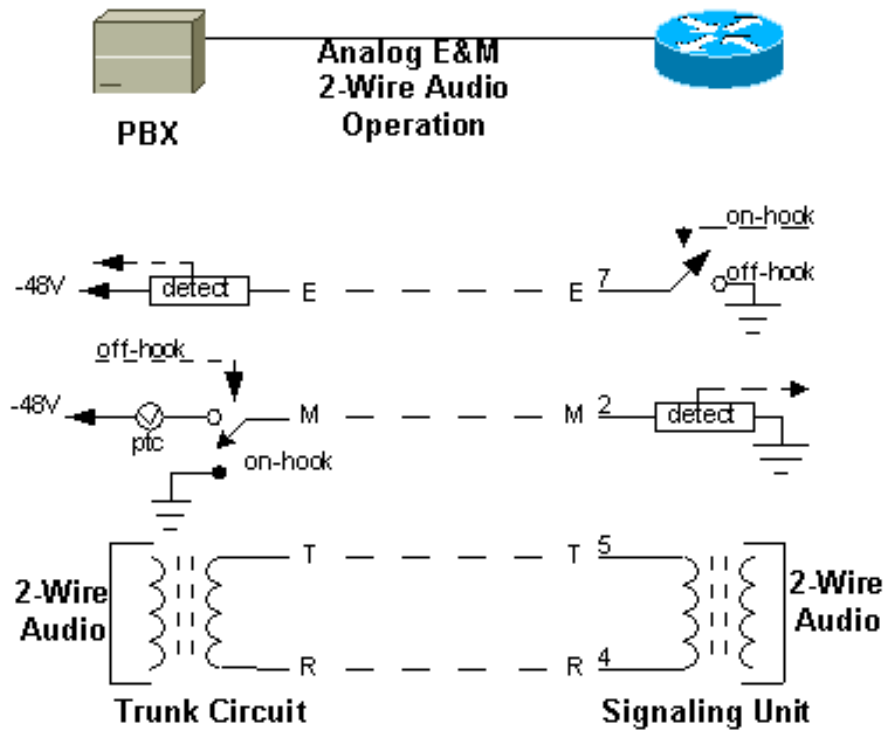 Analog E&M
2-Wire Audio
Operation
PBX
on-hook
-48V detect E E 7 off-hook
off-hook
-48V ptc M M 2 detect
on-hook
T T 5
2-Wire
Audio
2-Wire
Audio
R R 4
Trunk Circuit Signaling Unit